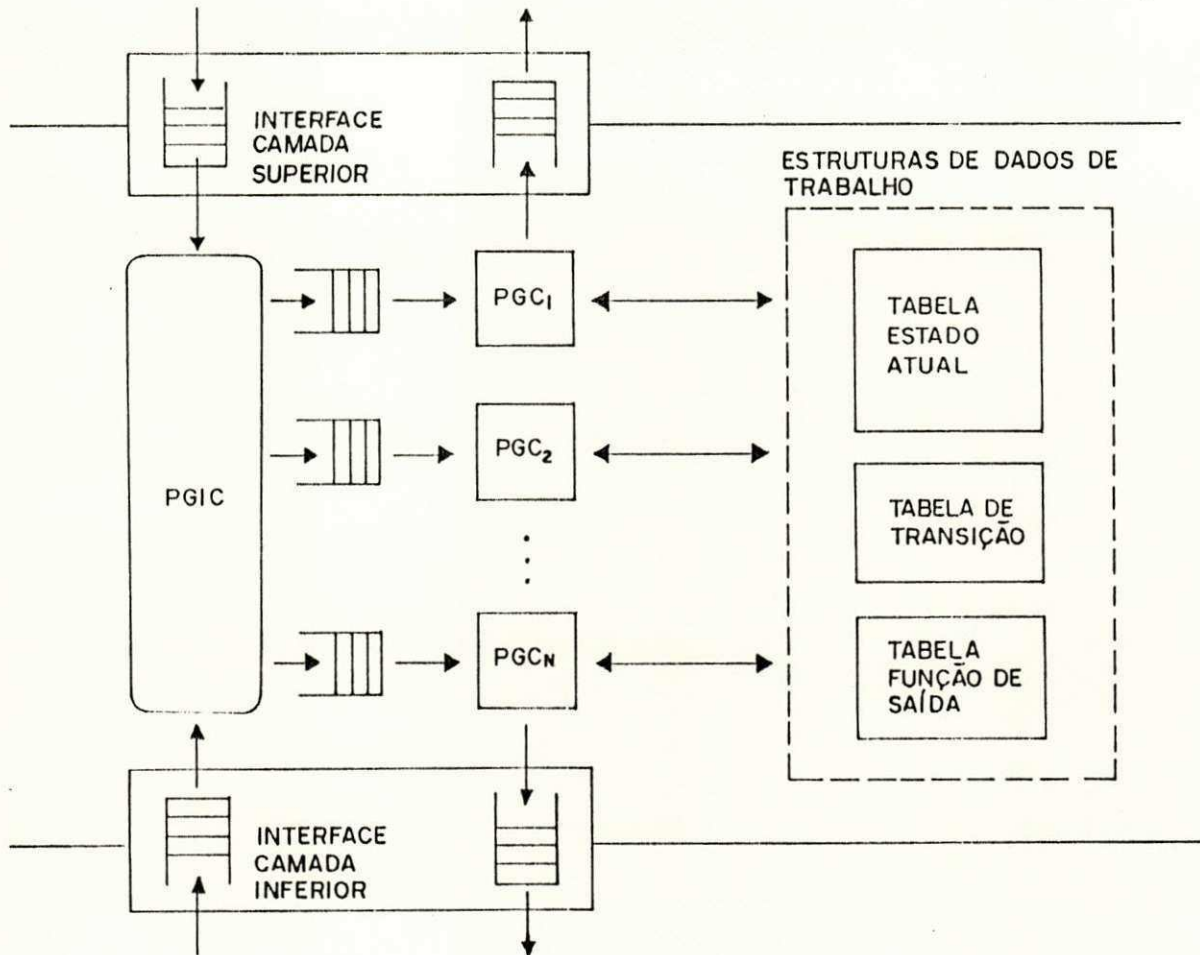 INTERFACE
CAMADA
SUPERIOR
ESTRUTURAS DE DADOS DE
TRABALHO
PGIC
PGC1
PGC2
PGCN
TABELA
ESTADO
ATUAL
TABELA DE
TRANSIÇÃO
TABELA
FUNÇÃO DE
SAÍDA
INTERFACE
CAMADA
INFERIOR